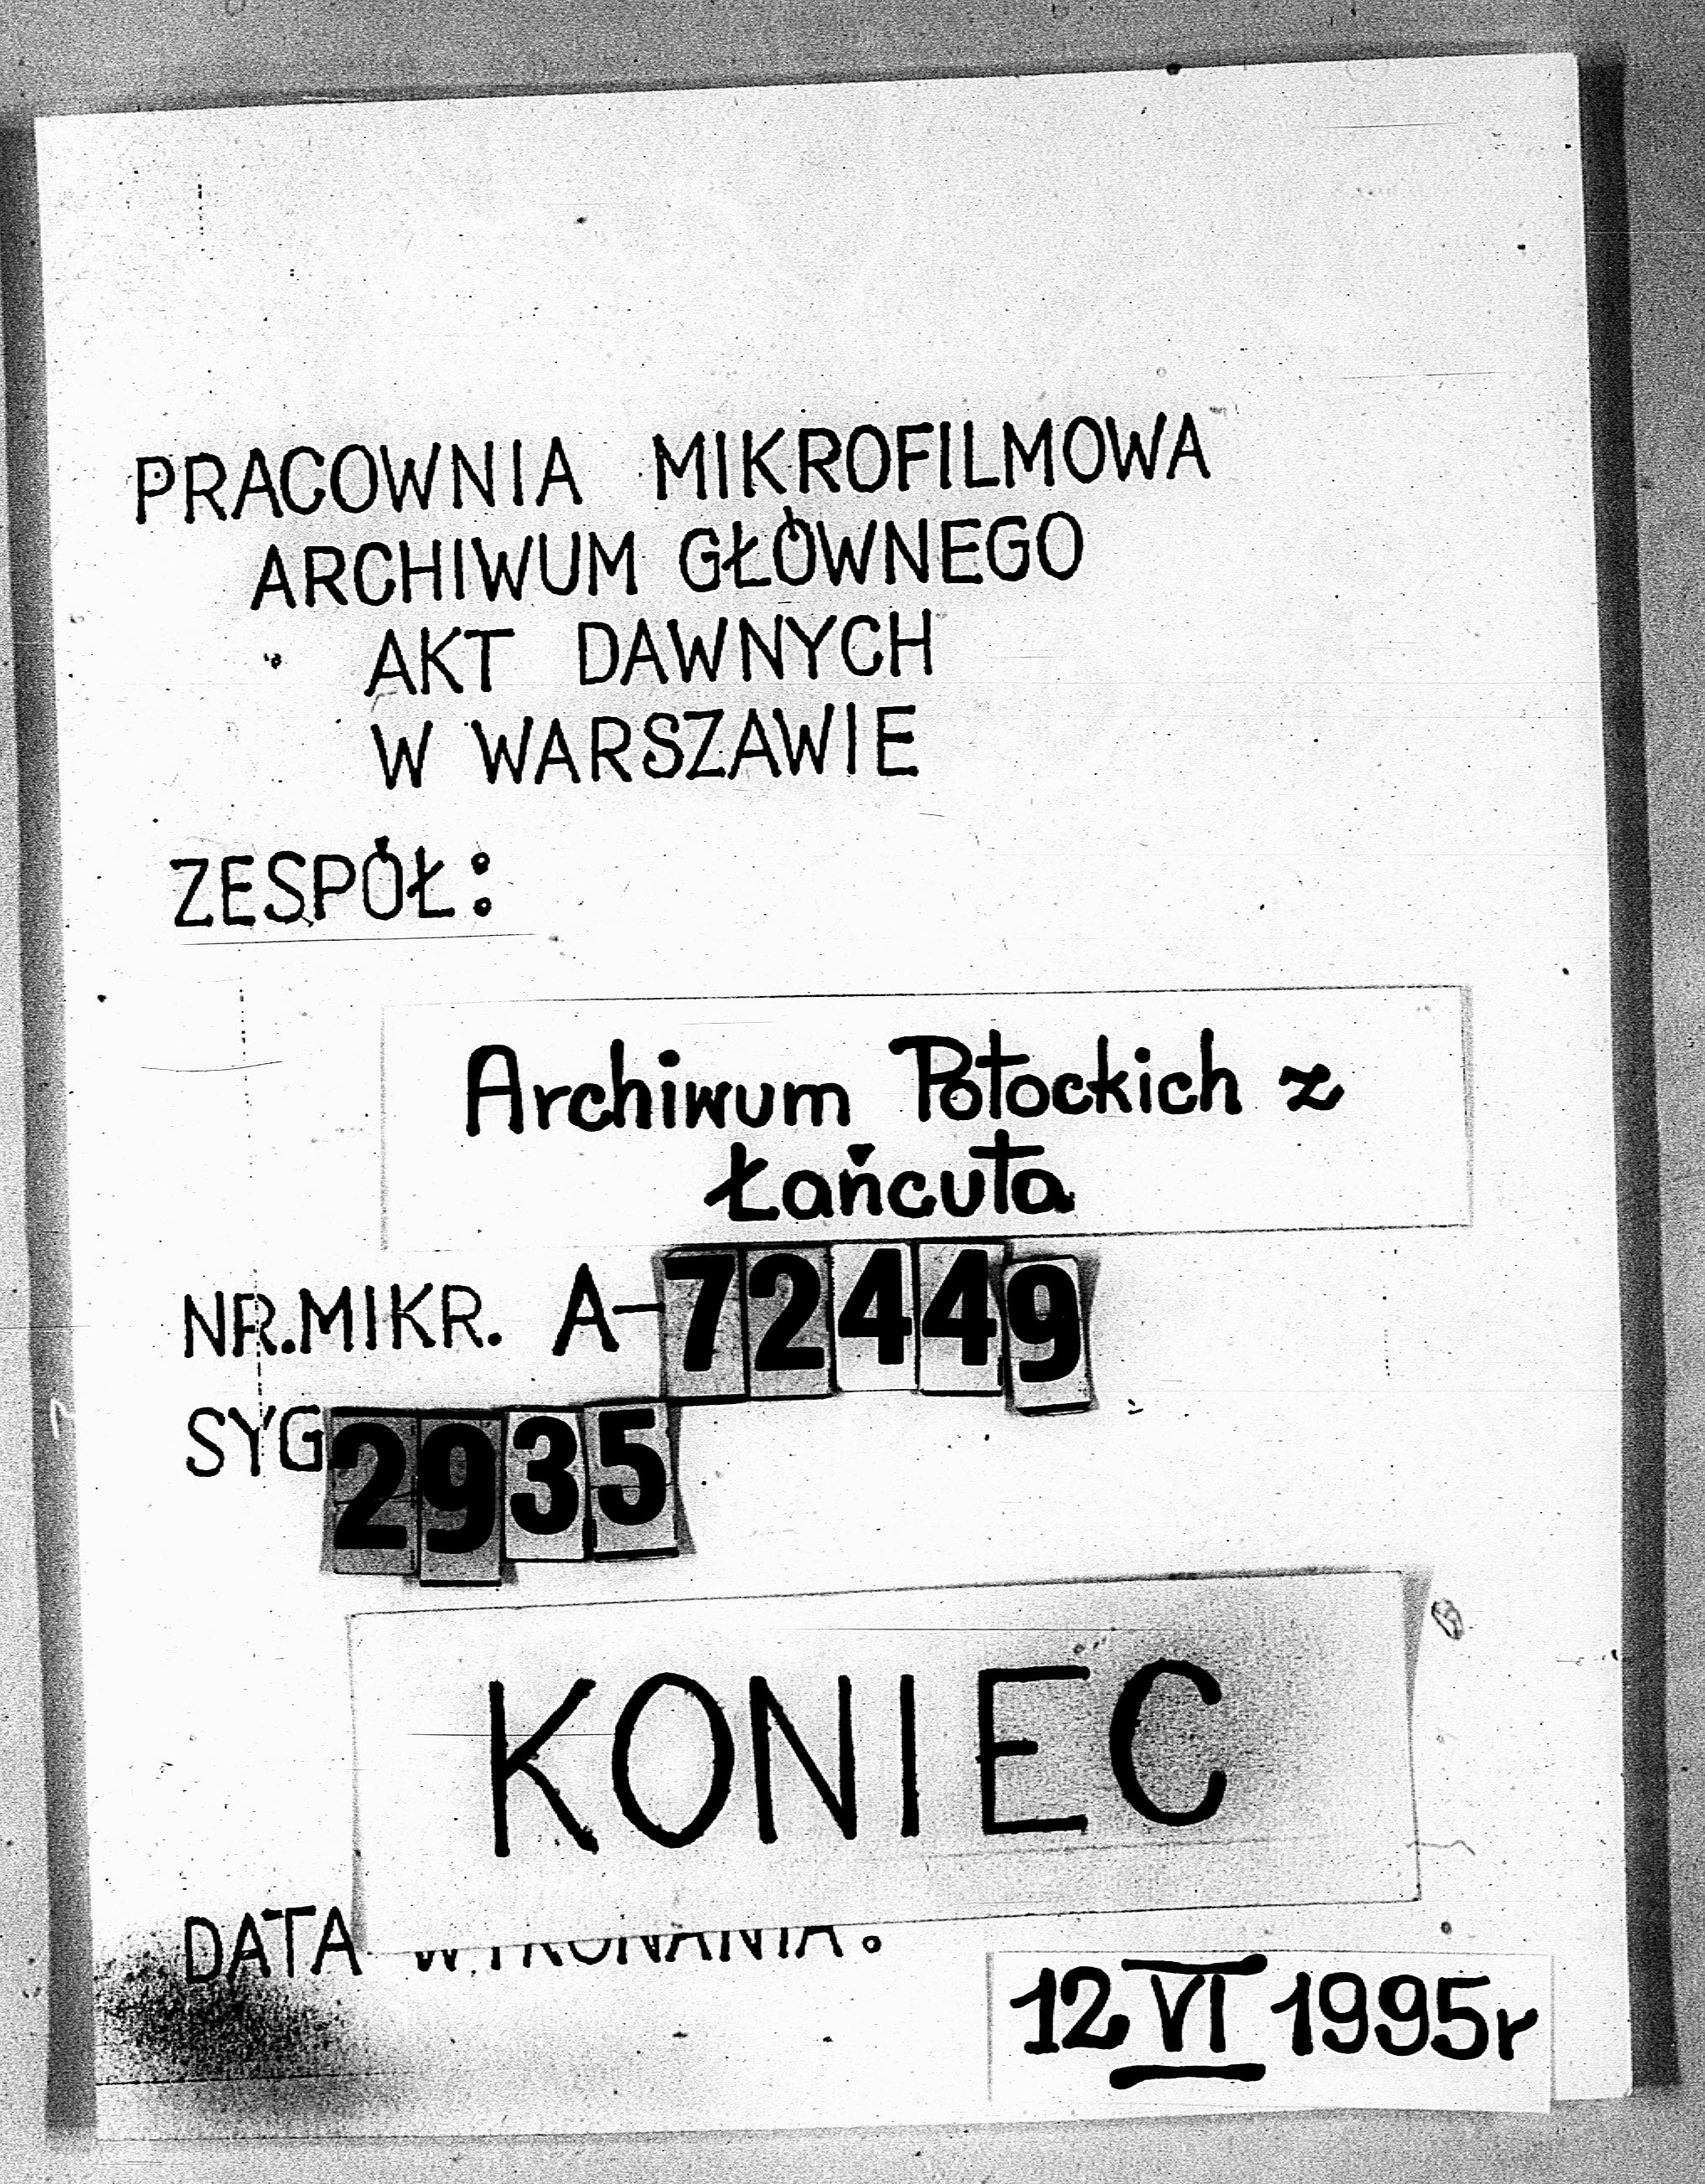 PRACOWNIA MIKROFILMOWA
ARCHIWUM GŁÓWNEGO
AKT DAWNYCH
W WARSZAWIE
ZESPÓŁ:
Archiwum Potockich z
Łańcuta
NR.MIKR. A-72449
SYG 2935
KONIEC
DATA WYKONANIA:
12 VI 1995r